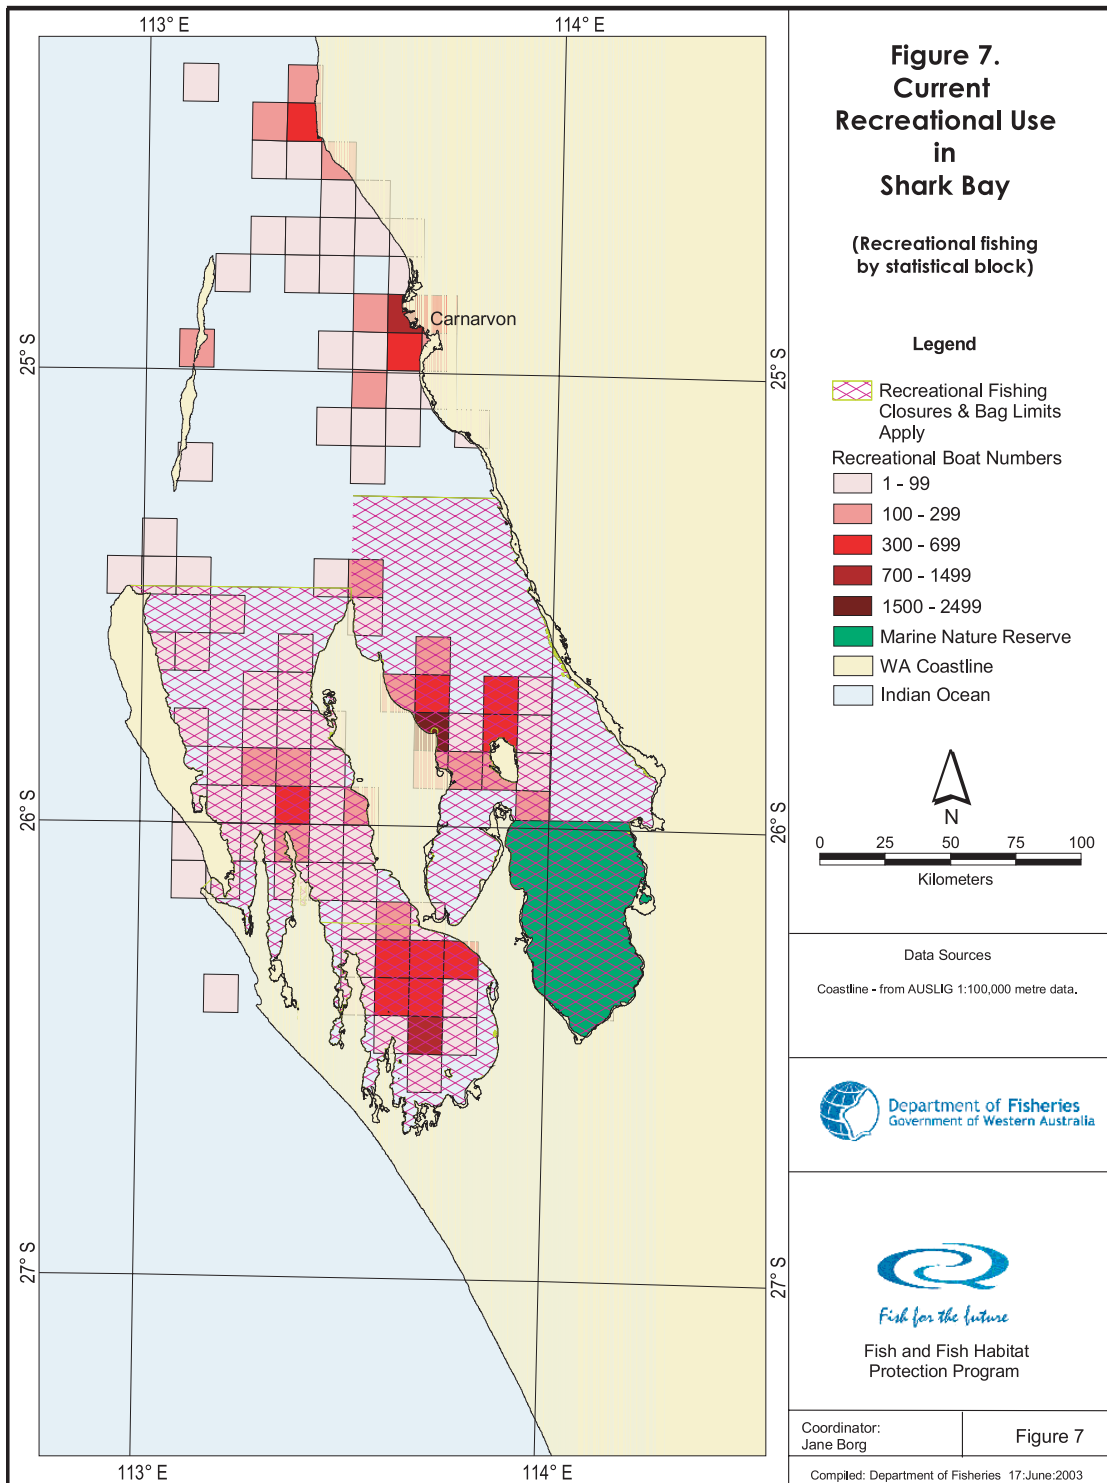 113° E
114° E
25° S
25° S
26° S
26° S
27° S
27° S
113° E
114° E
Carnarvon
Figure 7.
Current
Recreational Use
in
Shark Bay
(Recreational fishing
by statistical block)
Legend
Recreational Fishing
Closures & Bag Limits
Apply
Recreational Boat Numbers
1 - 99
100 - 299
300 - 699
700 - 1499
1500 - 2499
Marine Nature Reserve
WA Coastline
Indian Ocean
N
0 25 50 75 100
Kilometers
Data Sources
Coastline - from AUSLIG 1:100,000 metre data.
Department of Fisheries
Government of Western Australia
Fish for the future
Fish and Fish Habitat
Protection Program
Coordinator:
Jane Borg
Figure 7
Compiled: Department of Fisheries 17:June:2003